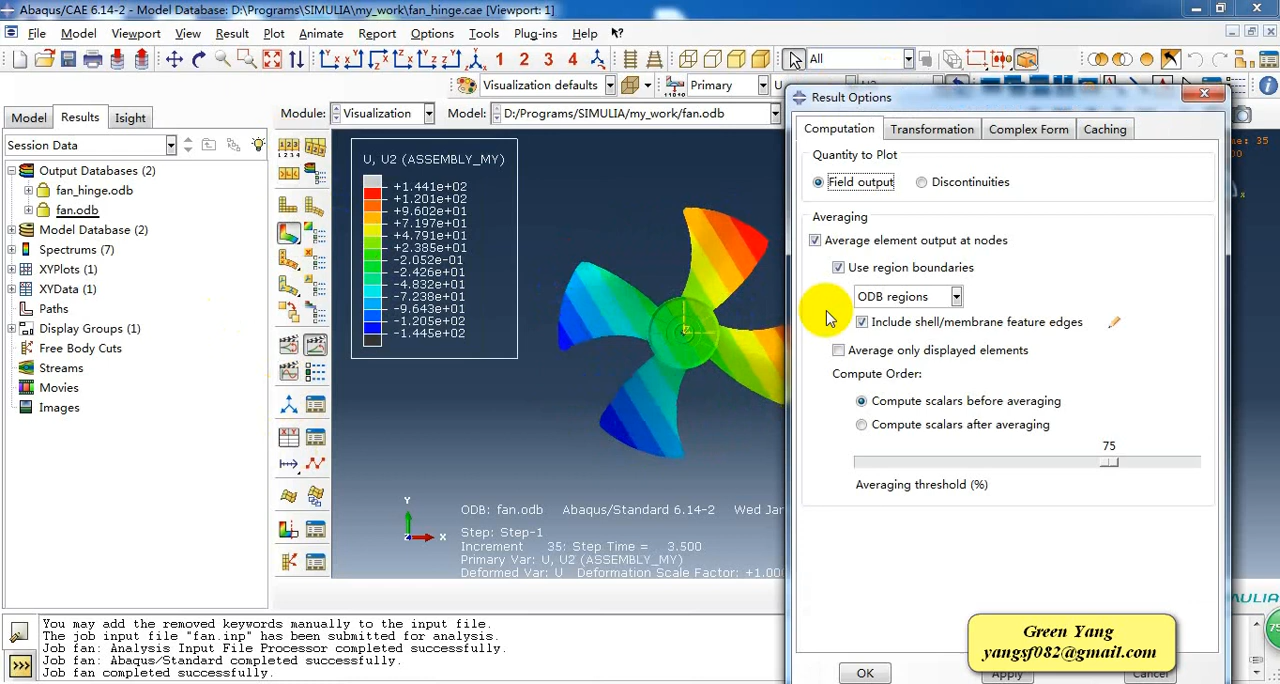 Abaqus/CAE 6.14-2 - Model Database: D:\Programs\SIMULIA\my_work\fan_hinge.cae [Viewport: 1]
File Model Viewport View Result Plot Animate Report Options Tools Plug-ins Help
1 2 3 4 All
Visualization defaults Primary
Model Results Isight Module: Visualization Model: D:/Programs/SIMULIA/my_work/fan.odb
Session Data
Output Databases (2)
fan_hinge.odb
fan.odb
Model Database (2)
Spectrums (7)
XYPlots (1)
XYData (1)
Paths
Display Groups (1)
Free Body Cuts
Streams
Movies
Images
U, U2 (ASSEMBLY_MY)
+1.441e+02
+1.201e+02
+9.602e+01
+7.197e+01
+4.791e+01
+2.385e+01
-2.052e-01
-2.426e+01
-4.832e+01
-7.238e+01
-9.643e+01
-1.205e+02
-1.445e+02
Y
X
Z
ODB: fan.odb Abaqus/Standard 6.14-2 Wed Jan
Step: Step-1
Increment 35: Step Time = 3.500
Primary Var: U, U2 (ASSEMBLY_MY)
Deformed Var: U Deformation Scale Factor: +1.000
Result Options
Computation Transformation Complex Form Caching
Quantity to Plot
Field output Discontinuities
Averaging
Average element output at nodes
Use region boundaries
ODB regions
Include shell/membrane feature edges
Average only displayed elements
Compute Order:
Compute scalars before averaging
Compute scalars after averaging
75
Averaging threshold (%)
OK Apply Cancel
Green Yang
yangsf082@gmail.com
You may add the removed keywords manually to the input file.
The job input file "fan.inp" has been submitted for analysis.
Job fan: Analysis Input File Processor completed successfully.
Job fan: Abaqus/Standard completed successfully.
Job fan completed successfully.